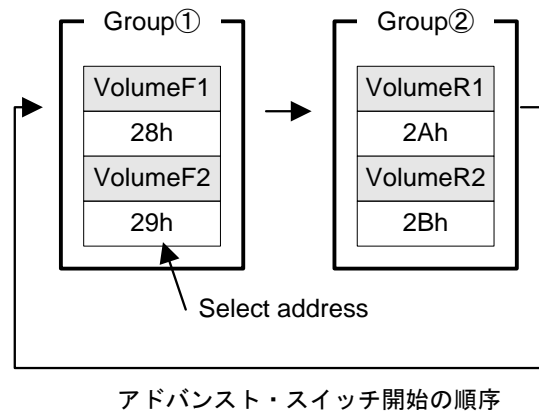 Group①
VolumeF1
28h
VolumeF2
29h
Group②
VolumeR1
2Ah
VolumeR2
2Bh
Select address
アドバンスト・スイッチ開始の順序